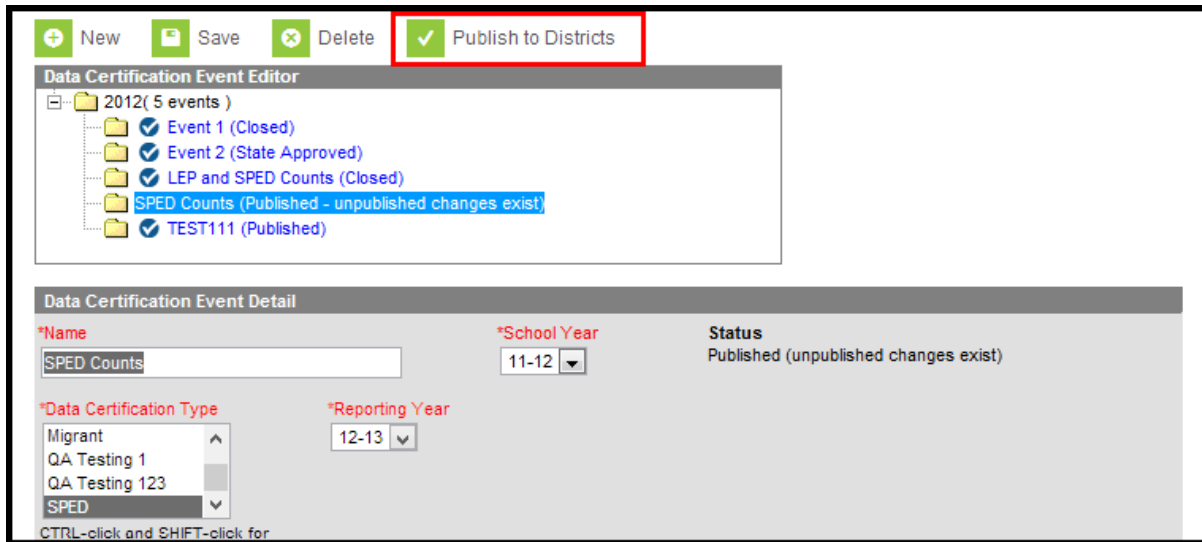 New Save Delete Publish to Districts
Data Certification Event Editor
2012( 5 events )
Event 1 (Closed)
Event 2 (State Approved)
LEP and SPED Counts (Closed)
SPED Counts (Published - unpublished changes exist)
TEST111 (Published)
Data Certification Event Detail
*Name *School Year Status
SPED Counts 11-12 Published (unpublished changes exist)
*Data Certification Type *Reporting Year
Migrant 12-13
QA Testing 1
QA Testing 123
SPED
CTRL-click and SHIFT-click for